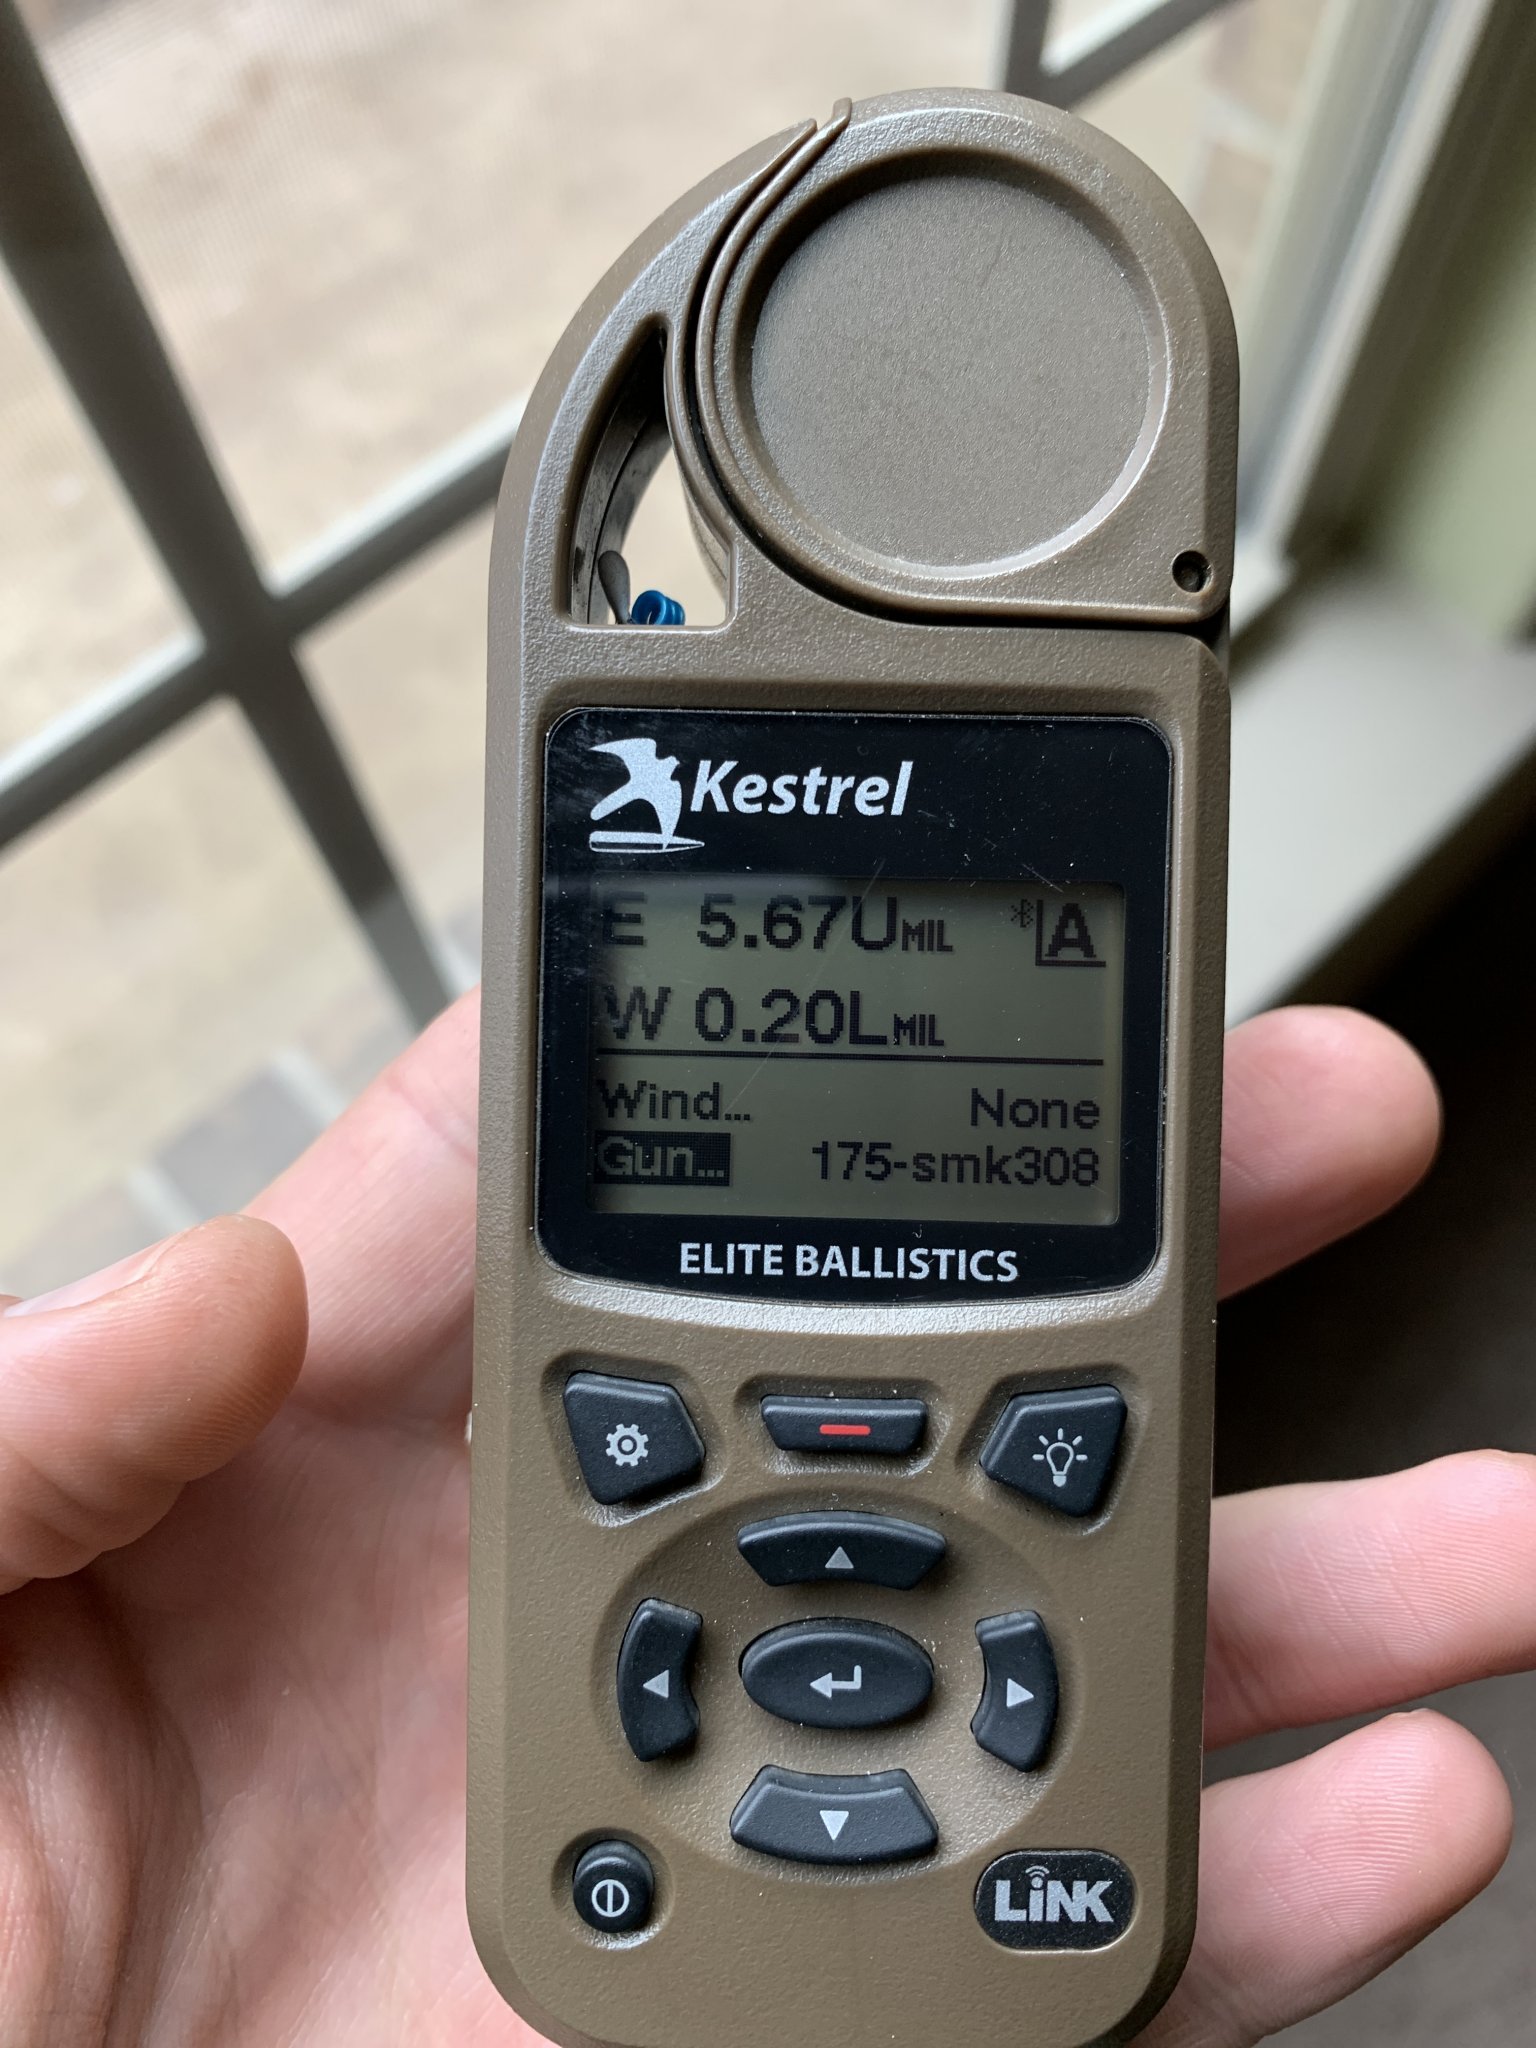 Kestrel
E 5.67U MIL A
W 0.20L MIL
Wind... None
Gun... 175-smk308
ELITE BALLISTICS
LiNK